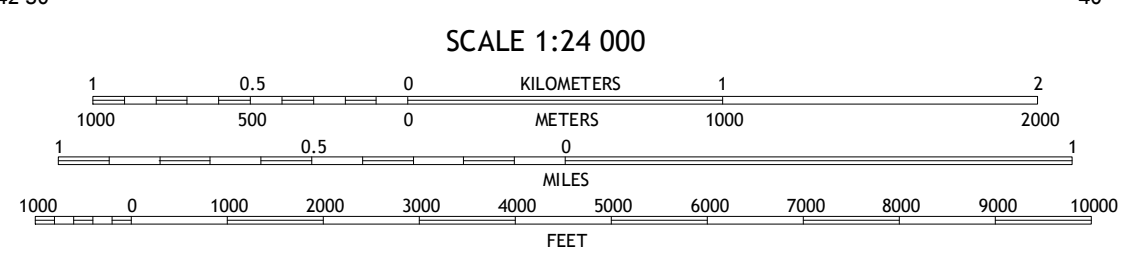 SCALE 1:24 000
1 0.5 0 KILOMETERS 1 2
1000 500 0 METERS 1000 2000
1 0.5 0 1
MILES
1000 0 1000 2000 3000 4000 5000 6000 7000 8000 9000 10000
FEET